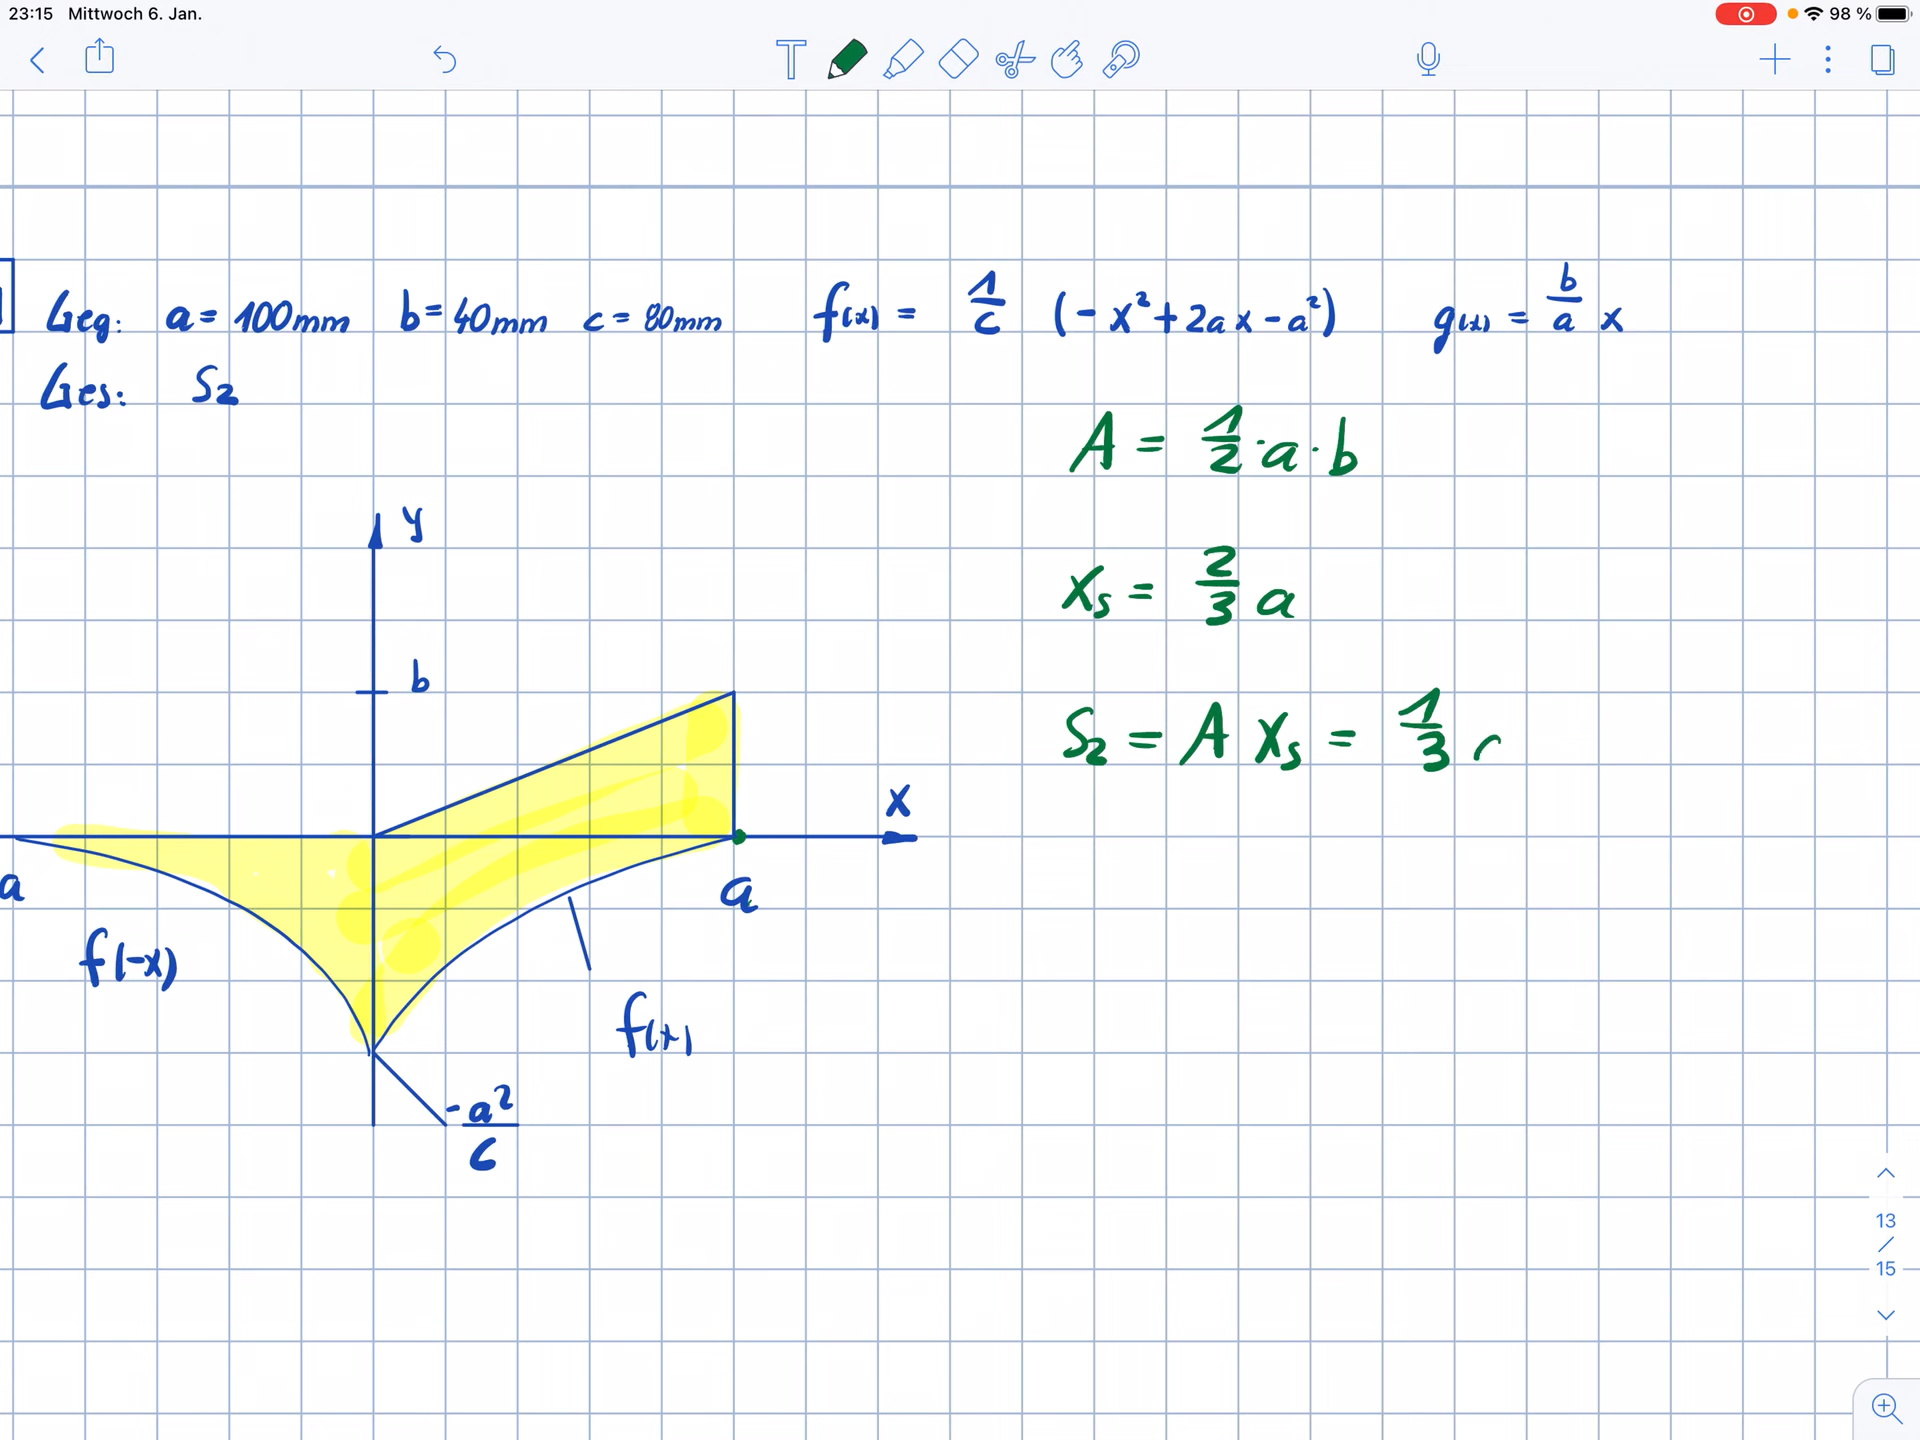 23:15 Mittwoch 6. Jan. 98 %
T
Geg: a = 100mm b = 40mm c = 80mm f(x) = 1/c (-x² + 2ax - a²) g(x) = b/a x
Ges: S₂
A = 1/2 · a · b
y
xₛ = 2/3 a
b
S₂ = A xₛ = 1/3
x
a
a
f(-x)
f(x)
-a²/c
13
/
15